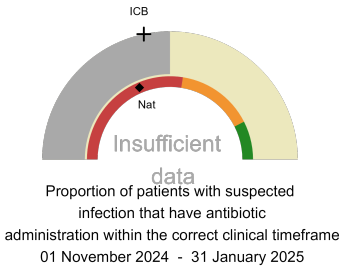 ICB
Nat
Insufficient
data
Proportion of patients with suspected
infection that have antibiotic
administration within the correct clinical timeframe
01 November 2024 - 31 January 2025